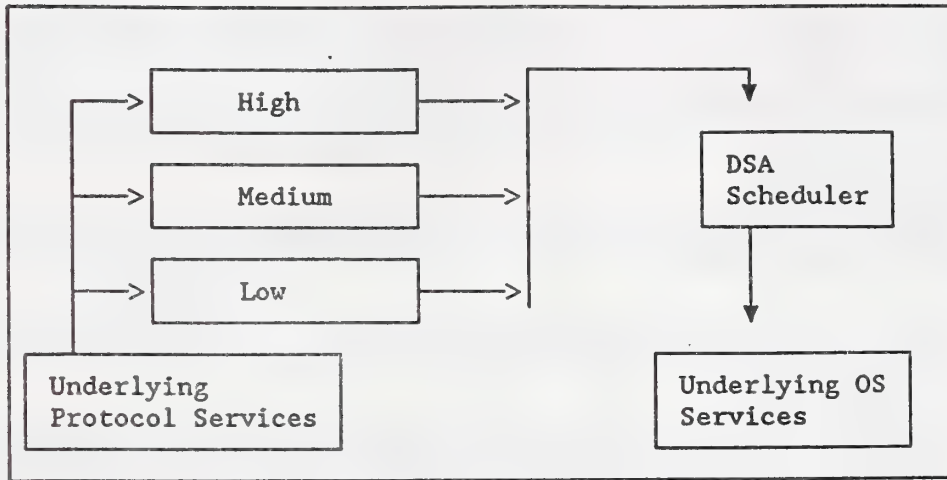 High
Medium
Low
DSA
Scheduler
Underlying
Protocol Services
Underlying OS
Services